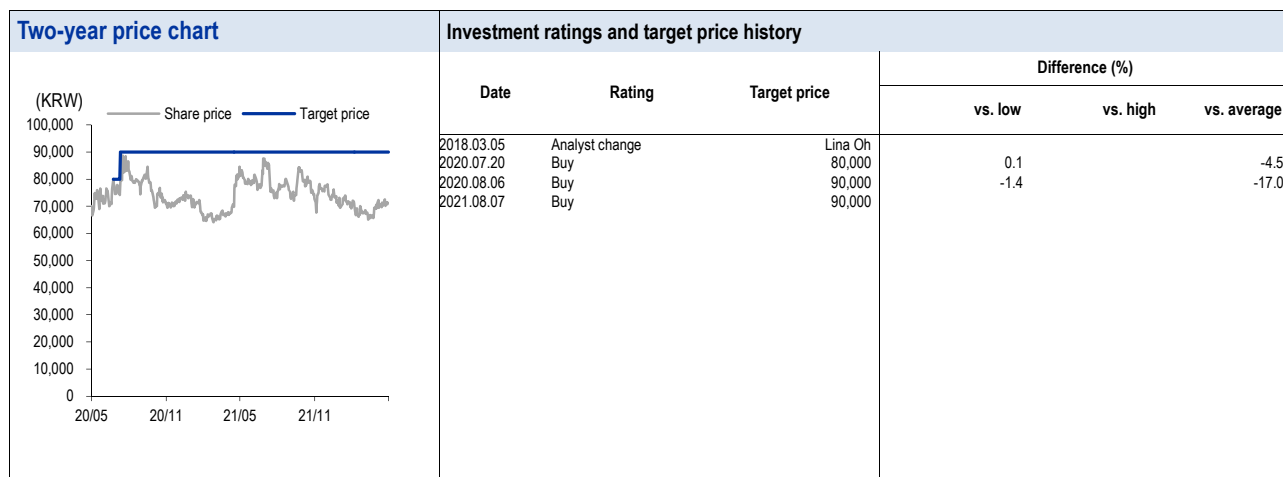 Two-year price chart
(KRW)
Share price
Target price
100,000
90,000
80,000
70,000
60,000
50,000
40,000
30,000
20,000
10,000
0
20/05 20/11 21/05 21/11
Investment ratings and target price history
Difference (%)
Date Rating Target price
vs. low vs. high vs. average
2018.03.05 Analyst change Lina Oh
2020.07.20 Buy 80,000 0.1 -4.5
2020.08.06 Buy 90,000 -1.4 -17.0
2021.08.07 Buy 90,000